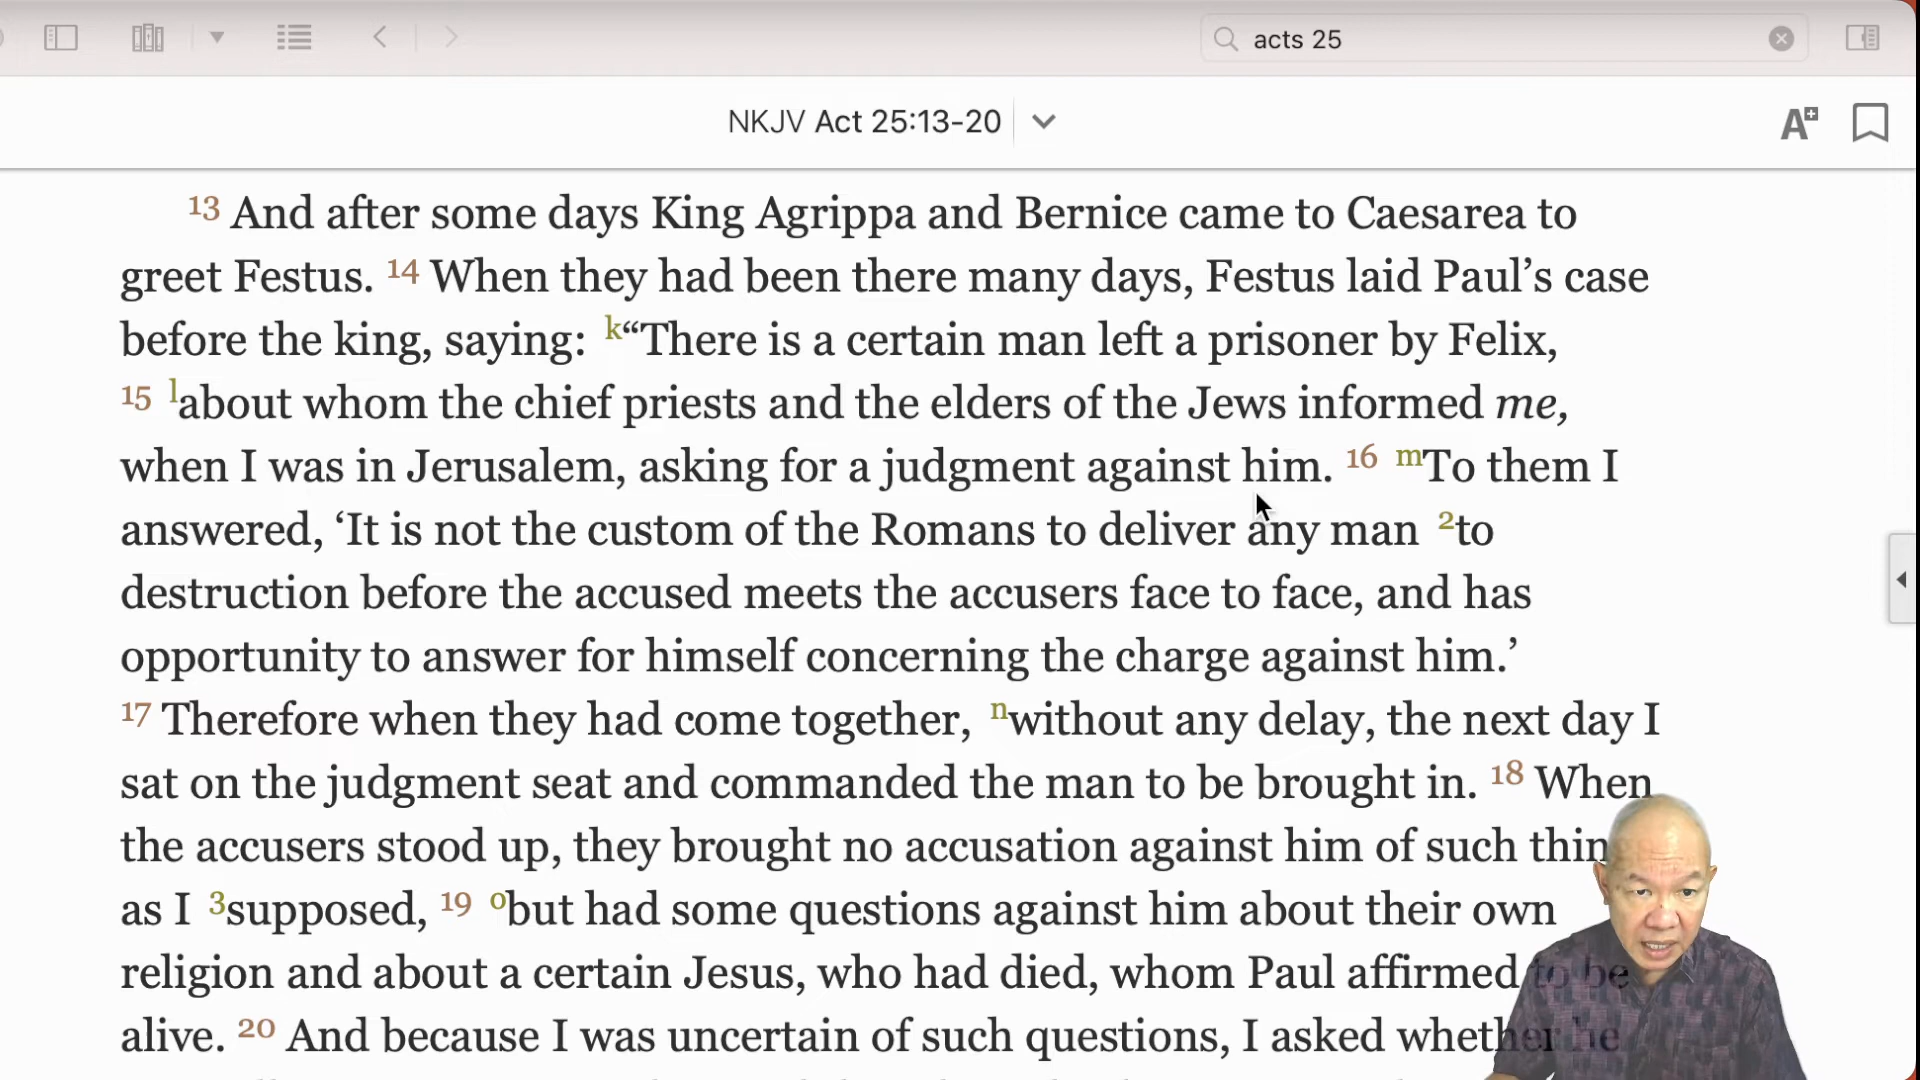 acts 25
NKJV Act 25:13-20
A+
13 And after some days King Agrippa and Bernice came to Caesarea to
greet Festus. 14 When they had been there many days, Festus laid Paul’s case
before the king, saying: k“There is a certain man left a prisoner by Felix,
15 labout whom the chief priests and the elders of the Jews informed me,
when I was in Jerusalem, asking for a judgment against him. 16 mTo them I
answered, ‘It is not the custom of the Romans to deliver any man 2to
destruction before the accused meets the accusers face to face, and has
opportunity to answer for himself concerning the charge against him.’
17 Therefore when they had come together, nwithout any delay, the next day I
sat on the judgment seat and commanded the man to be brought in. 18 When
the accusers stood up, they brought no accusation against him of such thin
as I 3supposed, 19 obut had some questions against him about their own
religion and about a certain Jesus, who had died, whom Paul affirmed to be
alive. 20 And because I was uncertain of such questions, I asked whether he